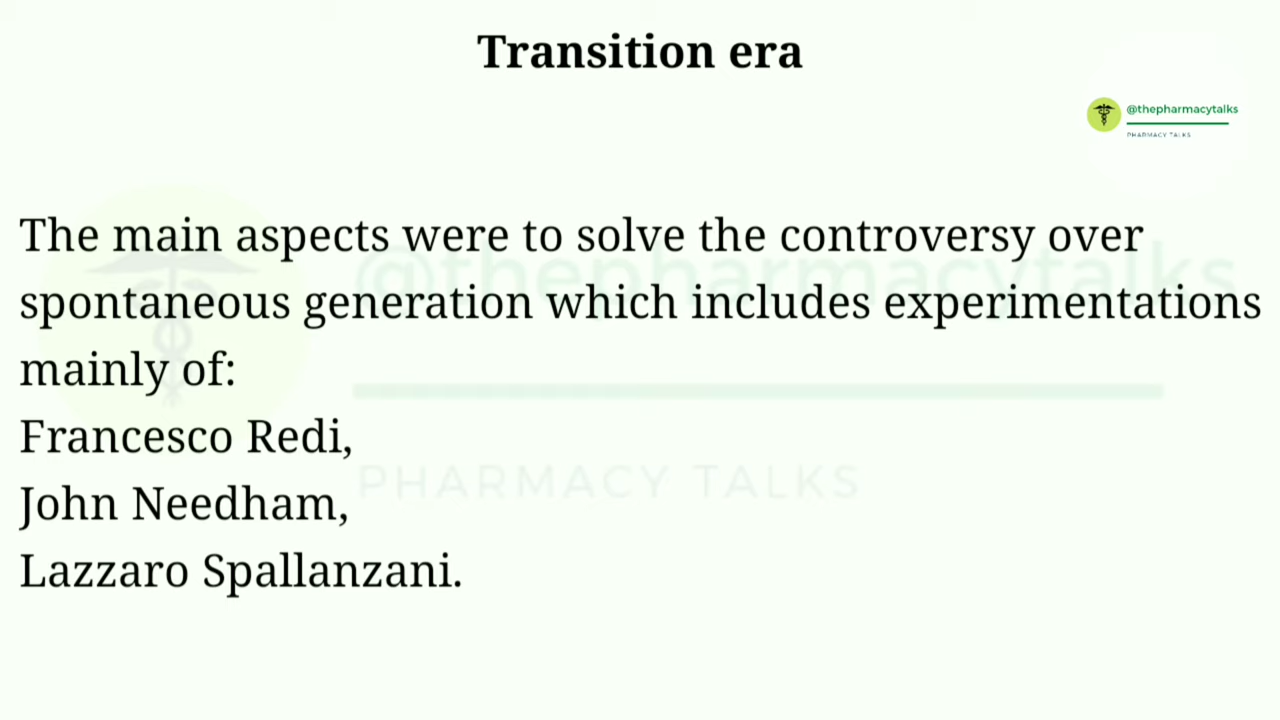 Transition era
@thepharmacytalks
PHARMACY TALKS
The main aspects were to solve the controversy over
spontaneous generation which includes experimentations
mainly of:
Francesco Redi,
John Needham,
Lazzaro Spallanzani.
@thepharmacytalks
PHARMACY TALKS